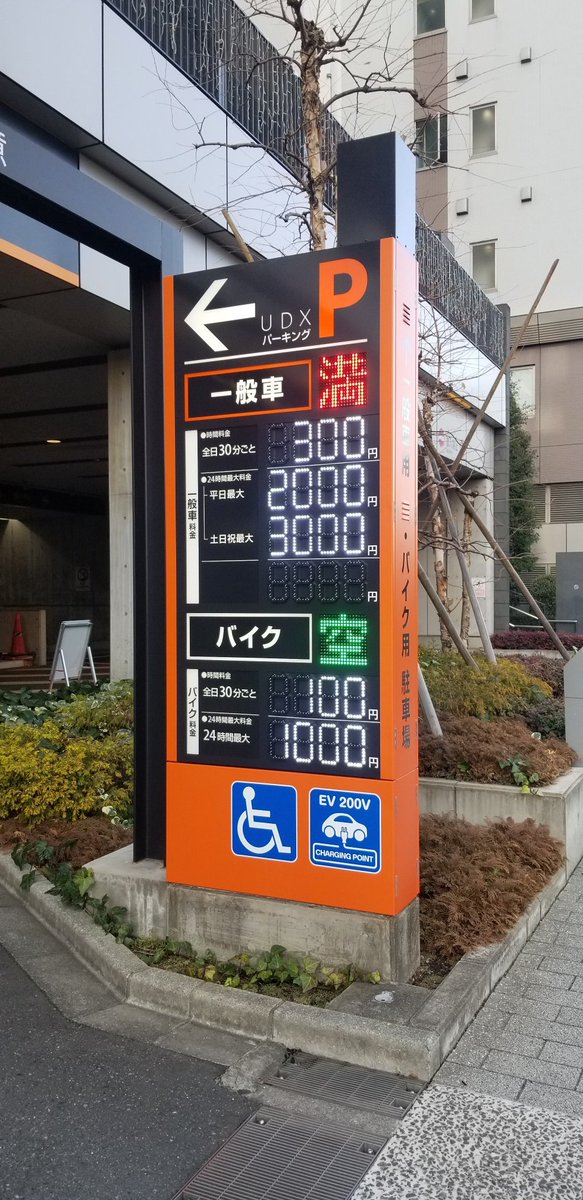 UDX
パーキング
P
一般車 満
一般車料金
●時間料金
全日30分ごと 300円
●24時間最大料金
平日最大 2000円
土日祝最大 3000円
円
バイク 空
バイク料金
●時間料金
全日30分ごと 100円
●24時間最大料金
24時間最大 1000円
EV 200V
CHARGING POINT
一般車用
・バイク用 駐車場